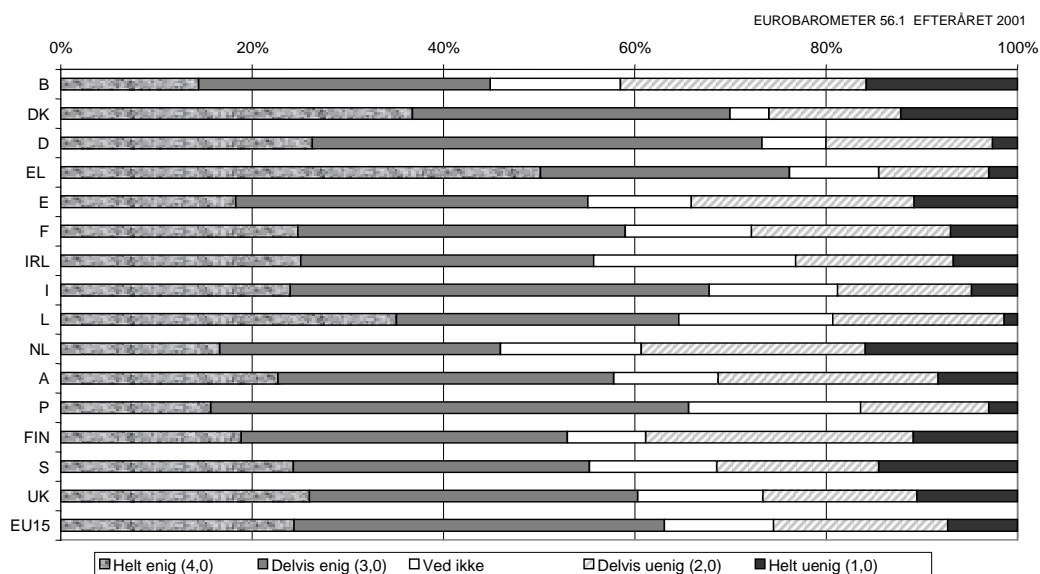 EUROBAROMETER 56.1 EFTERÅRET 2001
0% 20% 40% 60% 80% 100%
B
DK
D
EL
E
F
IRL
I
L
NL
A
P
FIN
S
UK
EU15
Helt enig (4,0) Delvis enig (3,0) Ved ikke Delvis uenig (2,0) Helt uenig (1,0)